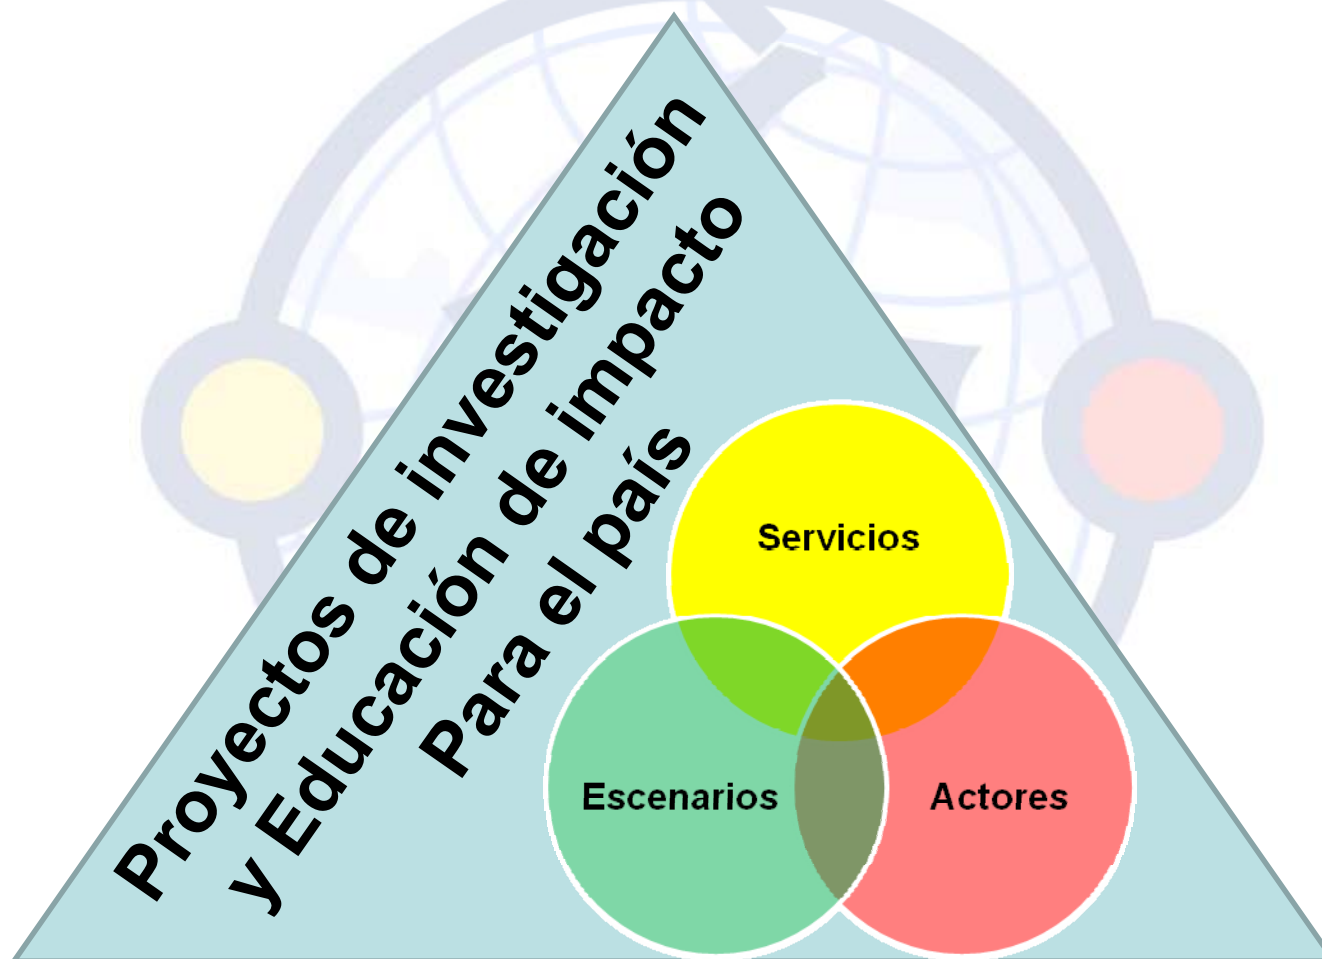 Proyectos de investigación
y Educación de impacto
Para el país
Servicios
Escenarios
Actores